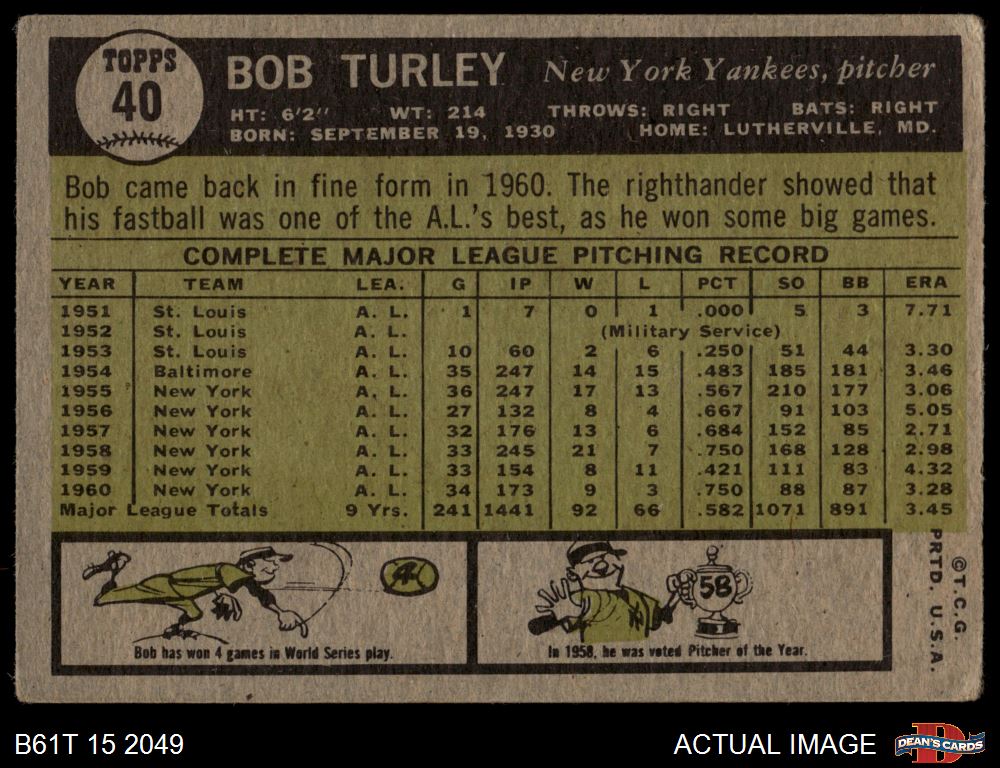 TOPPS
40
BOB TURLEY New York Yankees, pitcher
HT: 6'2" WT: 214 THROWS: RIGHT BATS: RIGHT
BORN: SEPTEMBER 19, 1930 HOME: LUTHERVILLE, MD.
Bob came back in fine form in 1960. The righthander showed that
his fastball was one of the A.L.'s best, as he won some big games.
COMPLETE MAJOR LEAGUE PITCHING RECORD
YEAR TEAM LEA. G IP W L PCT SO BB ERA
1951 St. Louis A. L. 1 7 0 1 .000 5 3 7.71
1952 St. Louis A. L. (Military Service)
1953 St. Louis A. L. 10 60 2 6 .250 51 44 3.30
1954 Baltimore A. L. 35 247 14 15 .483 185 181 3.46
1955 New York A. L. 36 247 17 13 .567 210 177 3.06
1956 New York A. L. 27 132 8 4 .667 91 103 5.05
1957 New York A. L. 32 176 13 6 .684 152 85 2.71
1958 New York A. L. 33 245 21 7 .750 168 128 2.98
1959 New York A. L. 33 154 8 11 .421 111 83 4.32
1960 New York A. L. 34 173 9 3 .750 88 87 3.28
Major League Totals 9 Yrs. 241 1441 92 66 .582 1071 891 3.45
58
Bob has won 4 games in World Series play.
In 1958, he was voted Pitcher of the Year.
©T.C.G.
PRTD. U.S.A.
B61T 15 2049
ACTUAL IMAGE
DEAN'S CARDS